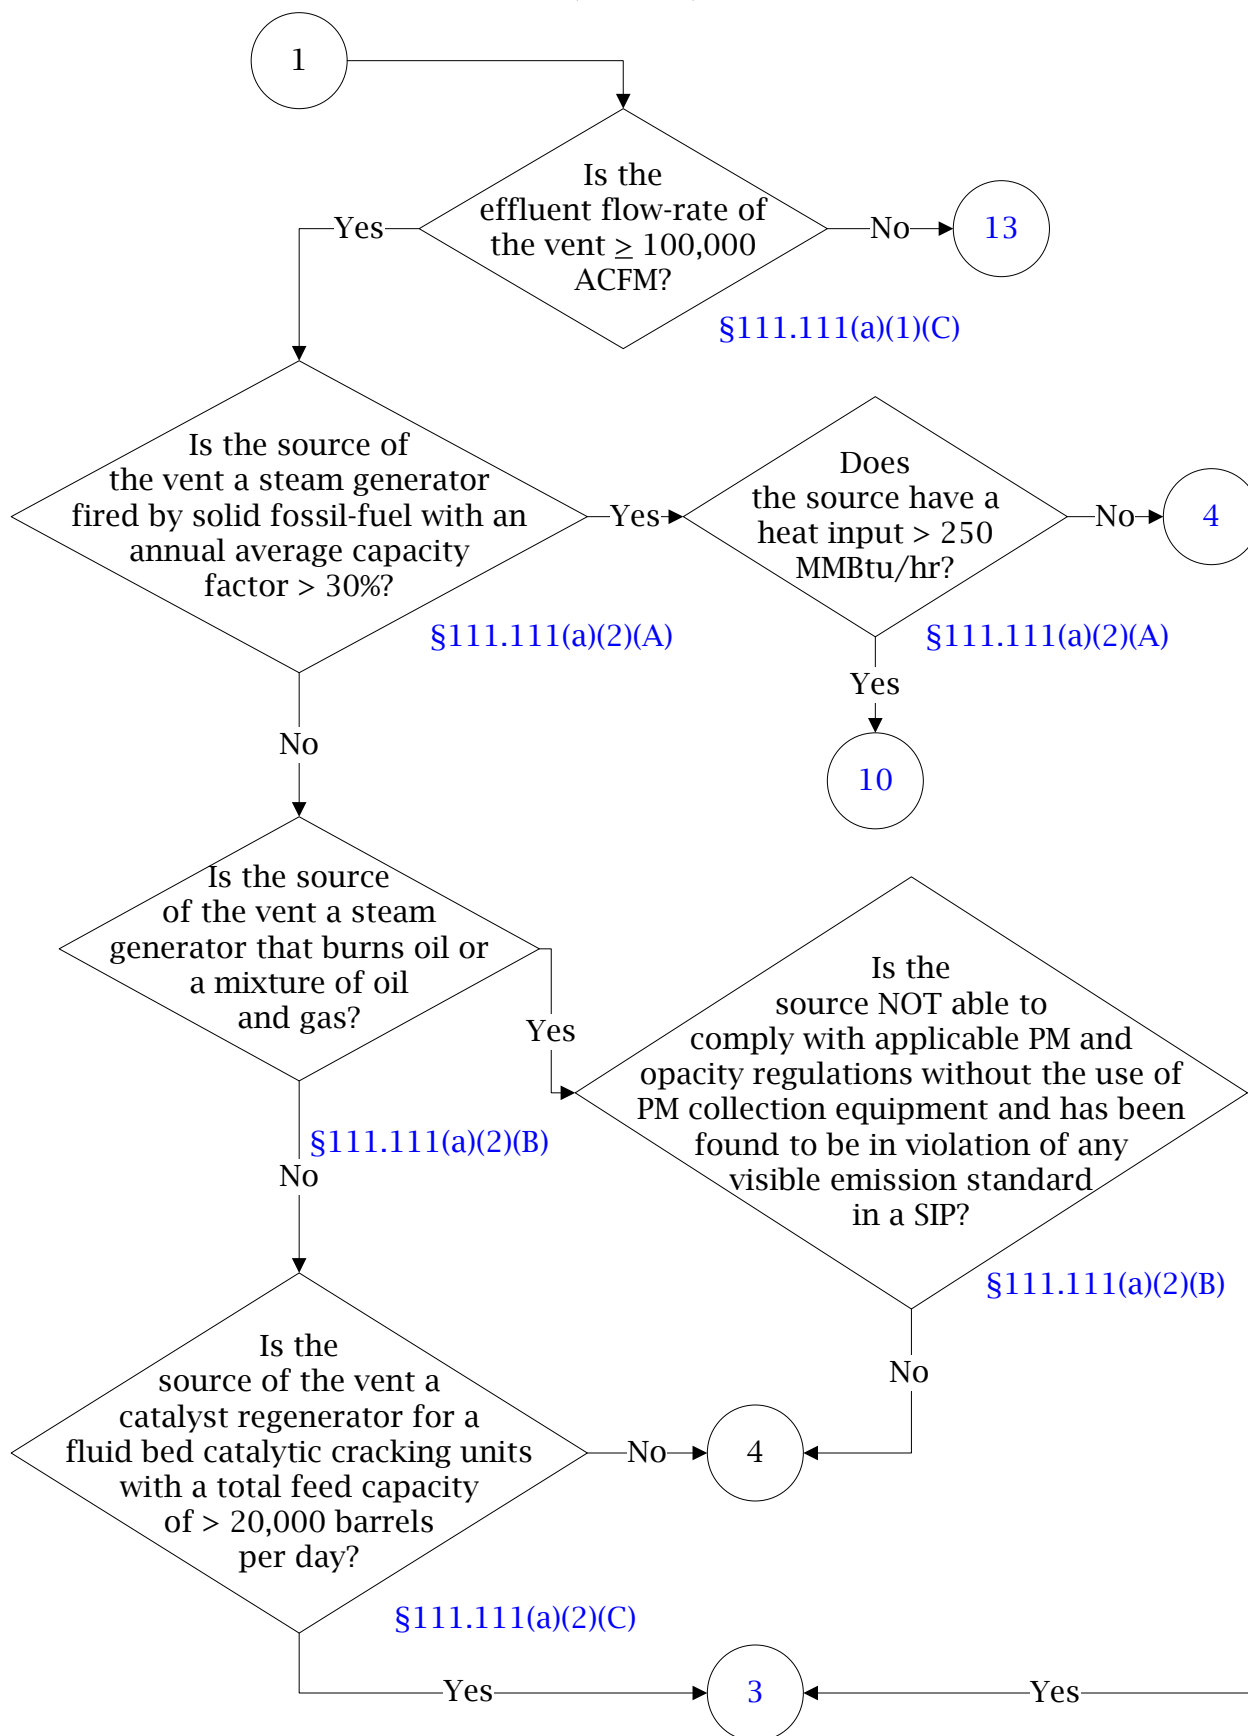 1
Is the
effluent flow-rate of
the vent ≥ 100,000
ACFM?
Yes
No
13
§111.111(a)(1)(C)
Is the source of
the vent a steam generator
fired by solid fossil-fuel with an
annual average capacity
factor > 30%?
Yes
Does
the source have a
heat input > 250
MMBtu/hr?
No
4
§111.111(a)(2)(A)
§111.111(a)(2)(A)
Yes
10
No
Is the source
of the vent a steam
generator that burns oil or
a mixture of oil
and gas?
Yes
Is the
source NOT able to
comply with applicable PM and
opacity regulations without the use of
PM collection equipment and has been
found to be in violation of any
visible emission standard
in a SIP?
§111.111(a)(2)(B)
No
§111.111(a)(2)(B)
Is the
source of the vent a
catalyst regenerator for a
fluid bed catalytic cracking units
with a total feed capacity
of > 20,000 barrels
per day?
No
No
4
§111.111(a)(2)(C)
Yes
3
Yes